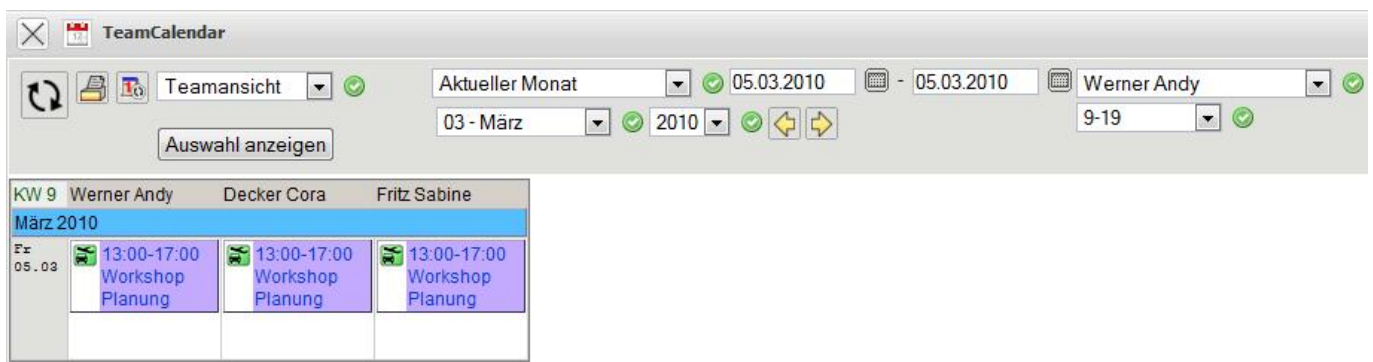 TeamCalendar
Teamansicht
Aktueller Monat
05.03.2010 - 05.03.2010
Werner Andy
03 - März
2010
9-19
Auswahl anzeigen
KW 9 Werner Andy Decker Cora Fritz Sabine
März 2010
Fr
05.03
13:00-17:00
Workshop
Planung
13:00-17:00
Workshop
Planung
13:00-17:00
Workshop
Planung